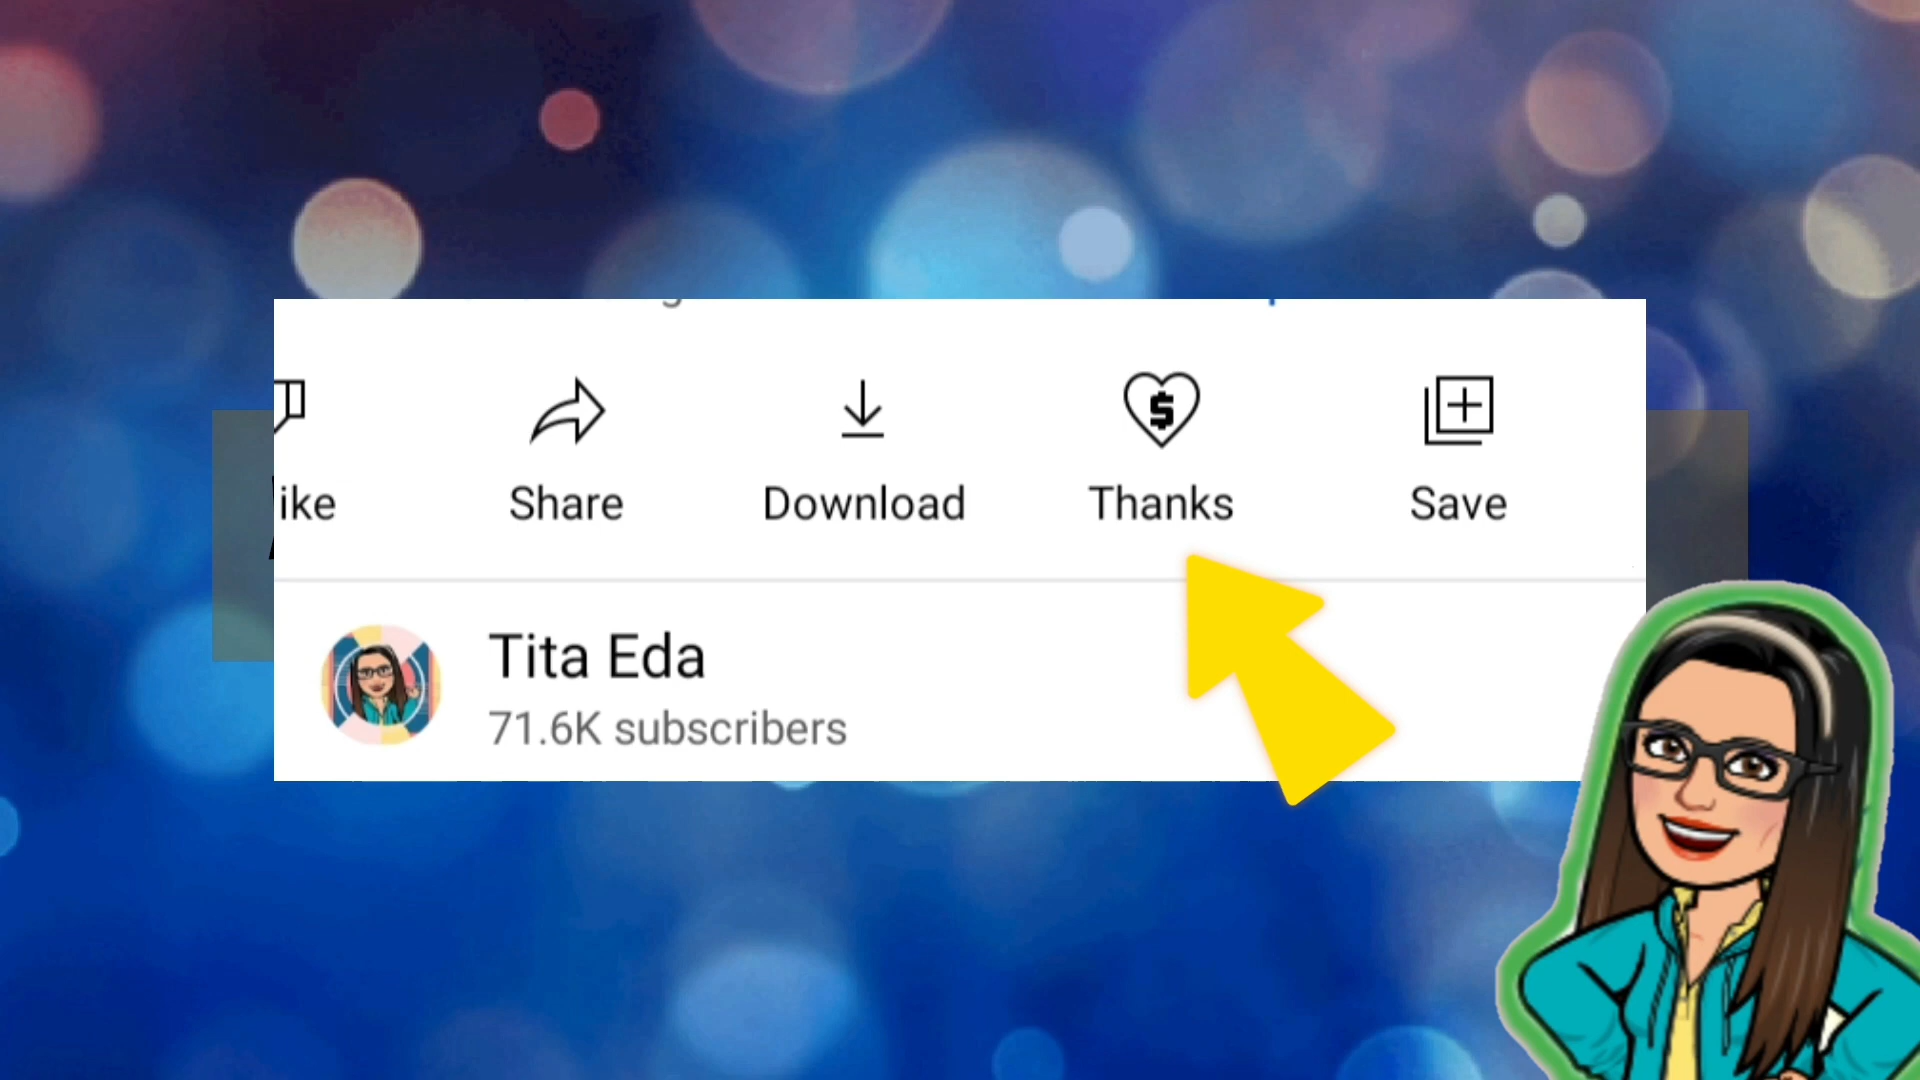 ike
Share
Download
Thanks
Save
Tita Eda
71.6K subscribers